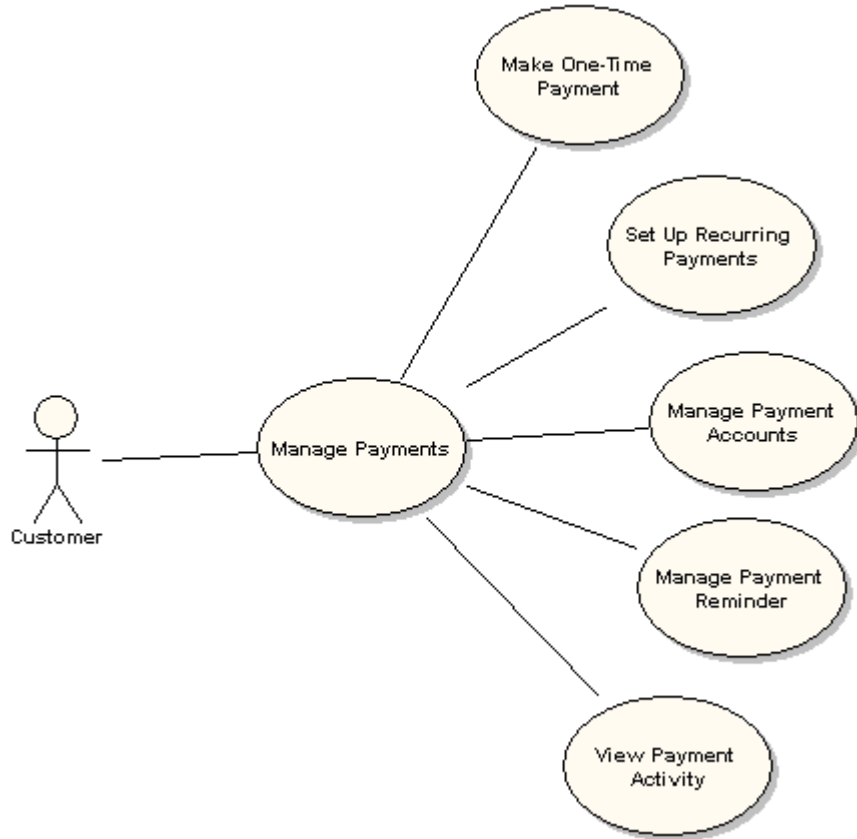 Make One-Time
Payment
Set Up Recurring
Payments
Manage Payment
Accounts
Manage Payments
Customer
Manage Payment
Reminder
View Payment
Activity